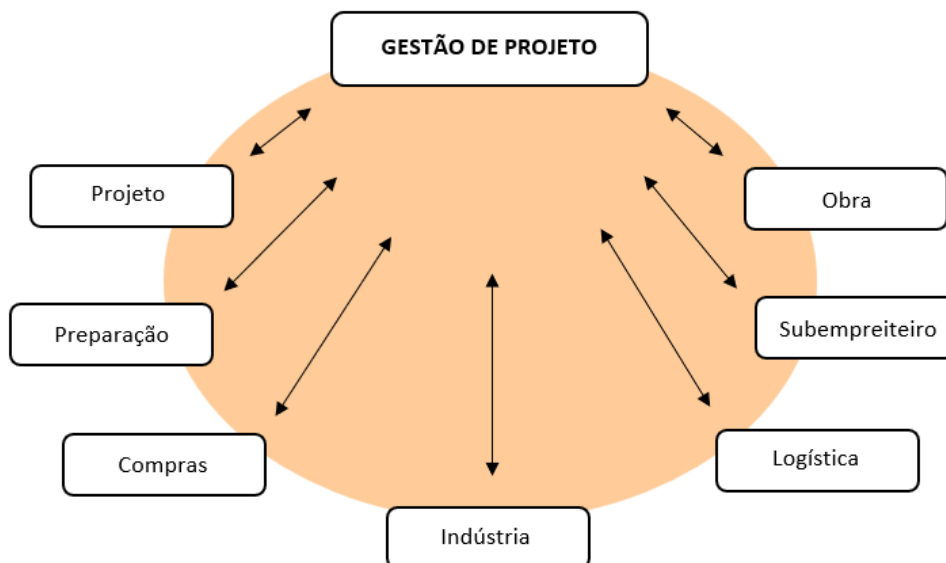 GESTÃO DE PROJETO
Projeto
Obra
Preparação
Subempreiteiro
Compras
Logística
Indústria